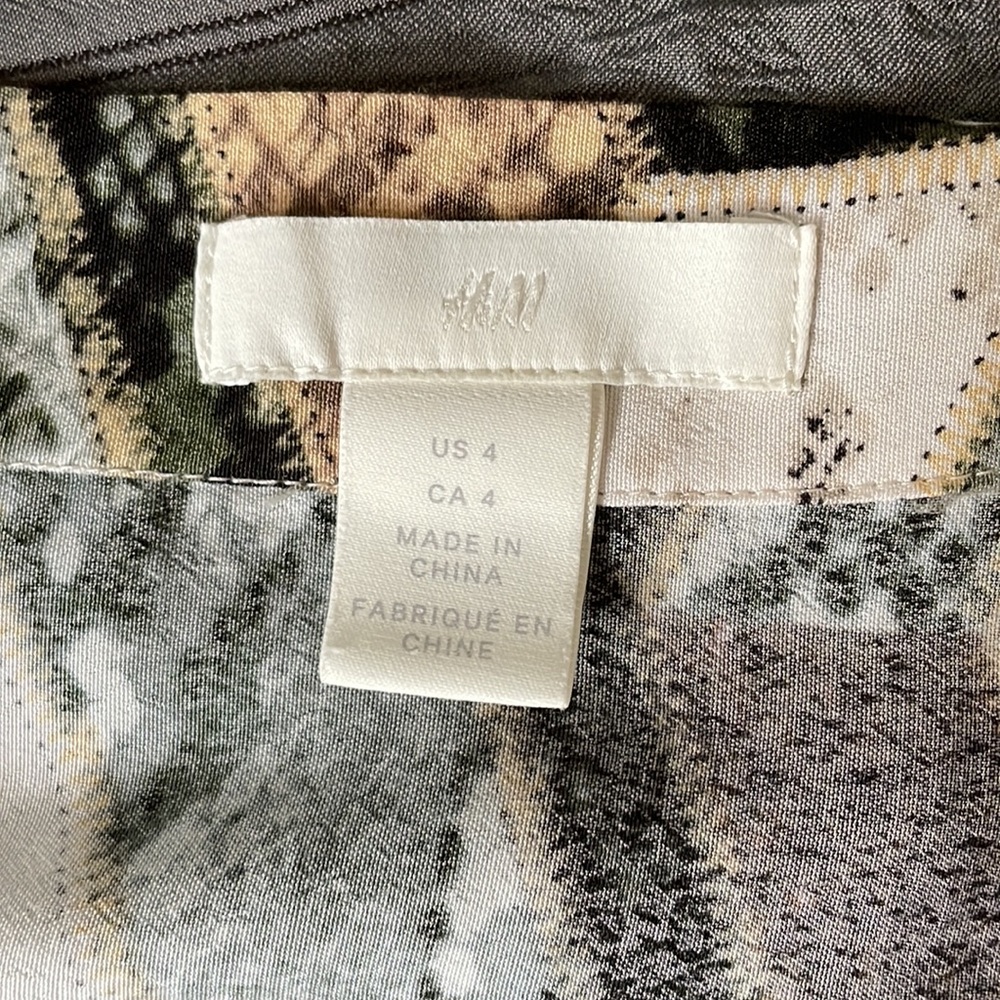 H&M
US 4
CA 4
MADE IN
CHINA
FABRIQUÉ EN
CHINE